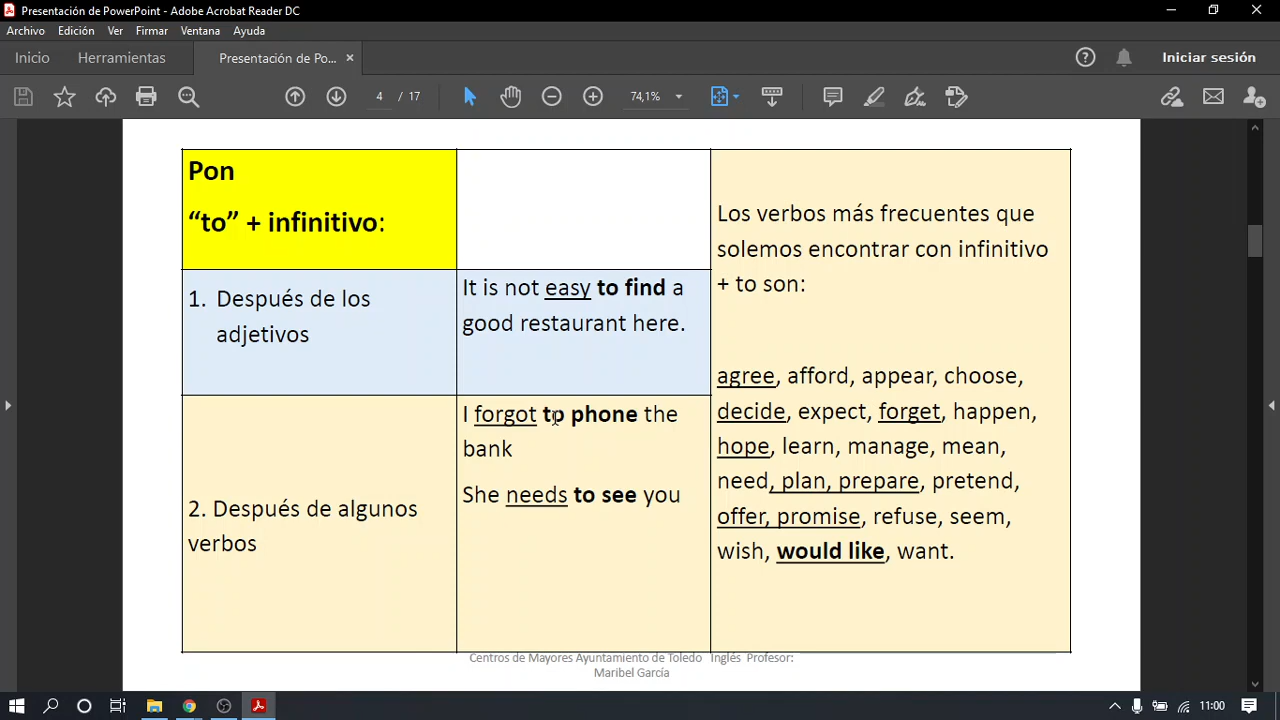 Presentación de PowerPoint - Adobe Acrobat Reader DC
Archivo Edición Ver Firmar Ventana Ayuda
Inicio Herramientas Presentación de Po... × Iniciar sesión
4 / 17 74,1%
Pon
“to” + infinitivo:
1. Después de los
adjetivos
It is not easy to find a
good restaurant here.
2. Después de algunos
verbos
I forgot to phone the
bank
She needs to see you
Los verbos más frecuentes que
solemos encontrar con infinitivo
+ to son:
agree, afford, appear, choose,
decide, expect, forget, happen,
hope, learn, manage, mean,
need, plan, prepare, pretend,
offer, promise, refuse, seem,
wish, would like, want.
Centros de Mayores Ayuntamiento de Toledo Inglés Profesor:
Maribel García
11:00